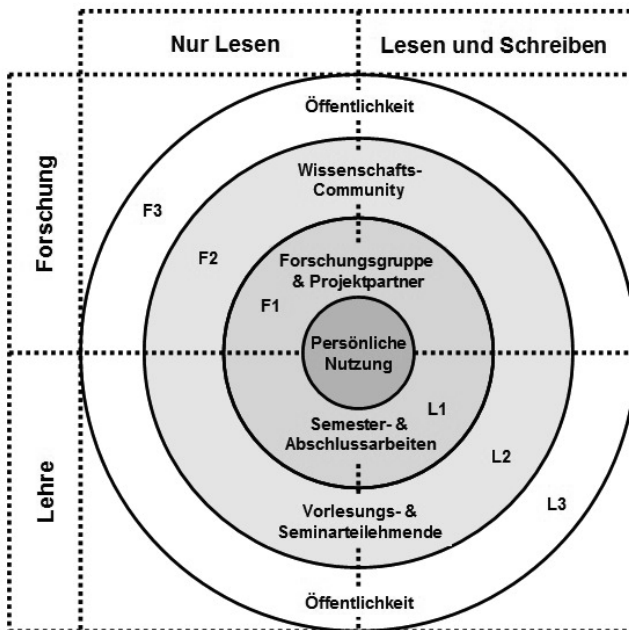 Nur Lesen
Lesen und Schreiben
Forschung
Öffentlichkeit
Wissenschafts-
Community
F3
F2
Forschungsgruppe
& Projektpartner
F1
Persönliche
Nutzung
Lehre
L1
Semester- &
Abschlussarbeiten
L2
L3
Vorlesungs- &
Seminarteilehmende
Öffentlichkeit